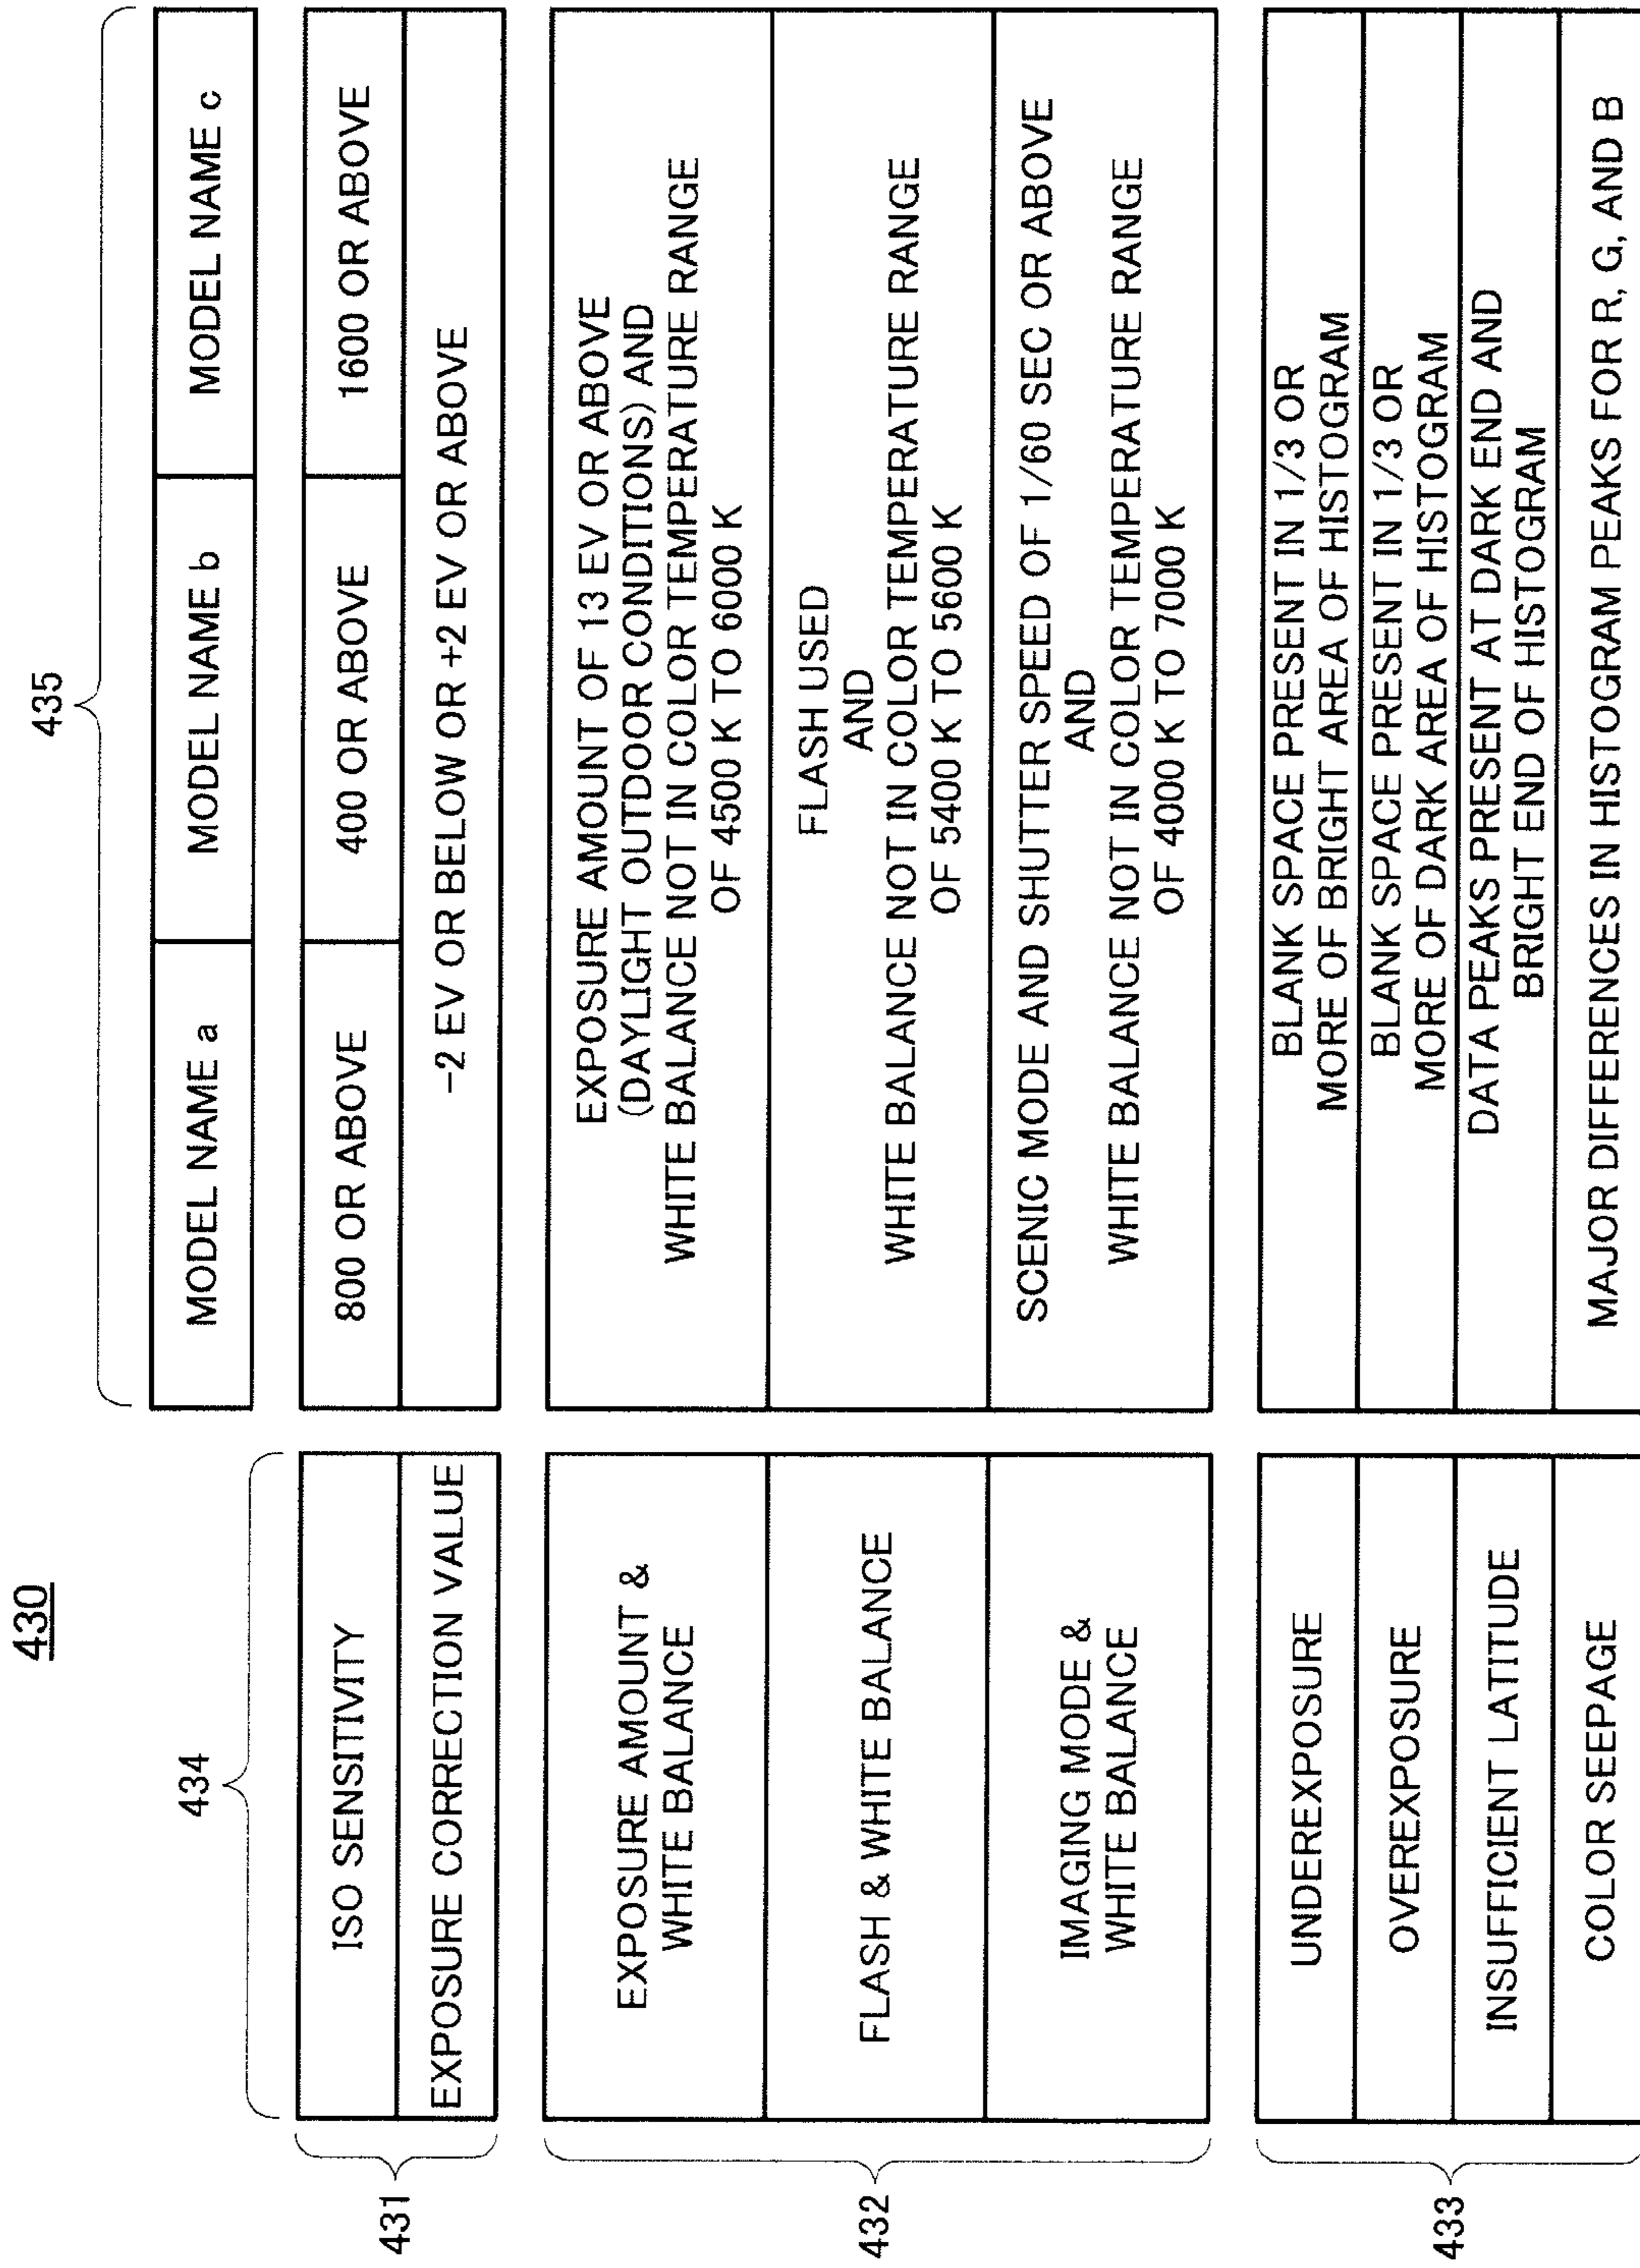 430
434
435
MODEL NAME a
MODEL NAME b
MODEL NAME c
431
ISO SENSITIVITY
800 OR ABOVE
400 OR ABOVE
1600 OR ABOVE
EXPOSURE CORRECTION VALUE
-2 EV OR BELOW OR +2 EV OR ABOVE
432
EXPOSURE AMOUNT &
WHITE BALANCE
EXPOSURE AMOUNT OF 13 EV OR ABOVE
(DAYLIGHT OUTDOOR CONDITIONS) AND
WHITE BALANCE NOT IN COLOR TEMPERATURE RANGE
OF 4500 K TO 6000 K
FLASH & WHITE BALANCE
FLASH USED
AND
WHITE BALANCE NOT IN COLOR TEMPERATURE RANGE
OF 5400 K TO 5600 K
IMAGING MODE &
WHITE BALANCE
SCENIC MODE AND SHUTTER SPEED OF 1/60 SEC OR ABOVE
AND
WHITE BALANCE NOT IN COLOR TEMPERATURE RANGE
OF 4000 K TO 7000 K
433
UNDEREXPOSURE
BLANK SPACE PRESENT IN 1/3 OR
MORE OF BRIGHT AREA OF HISTOGRAM
OVEREXPOSURE
BLANK SPACE PRESENT IN 1/3 OR
MORE OF DARK AREA OF HISTOGRAM
INSUFFICIENT LATITUDE
DATA PEAKS PRESENT AT DARK END AND
BRIGHT END OF HISTOGRAM
COLOR SEEPAGE
MAJOR DIFFERENCES IN HISTOGRAM PEAKS FOR R, G, AND B